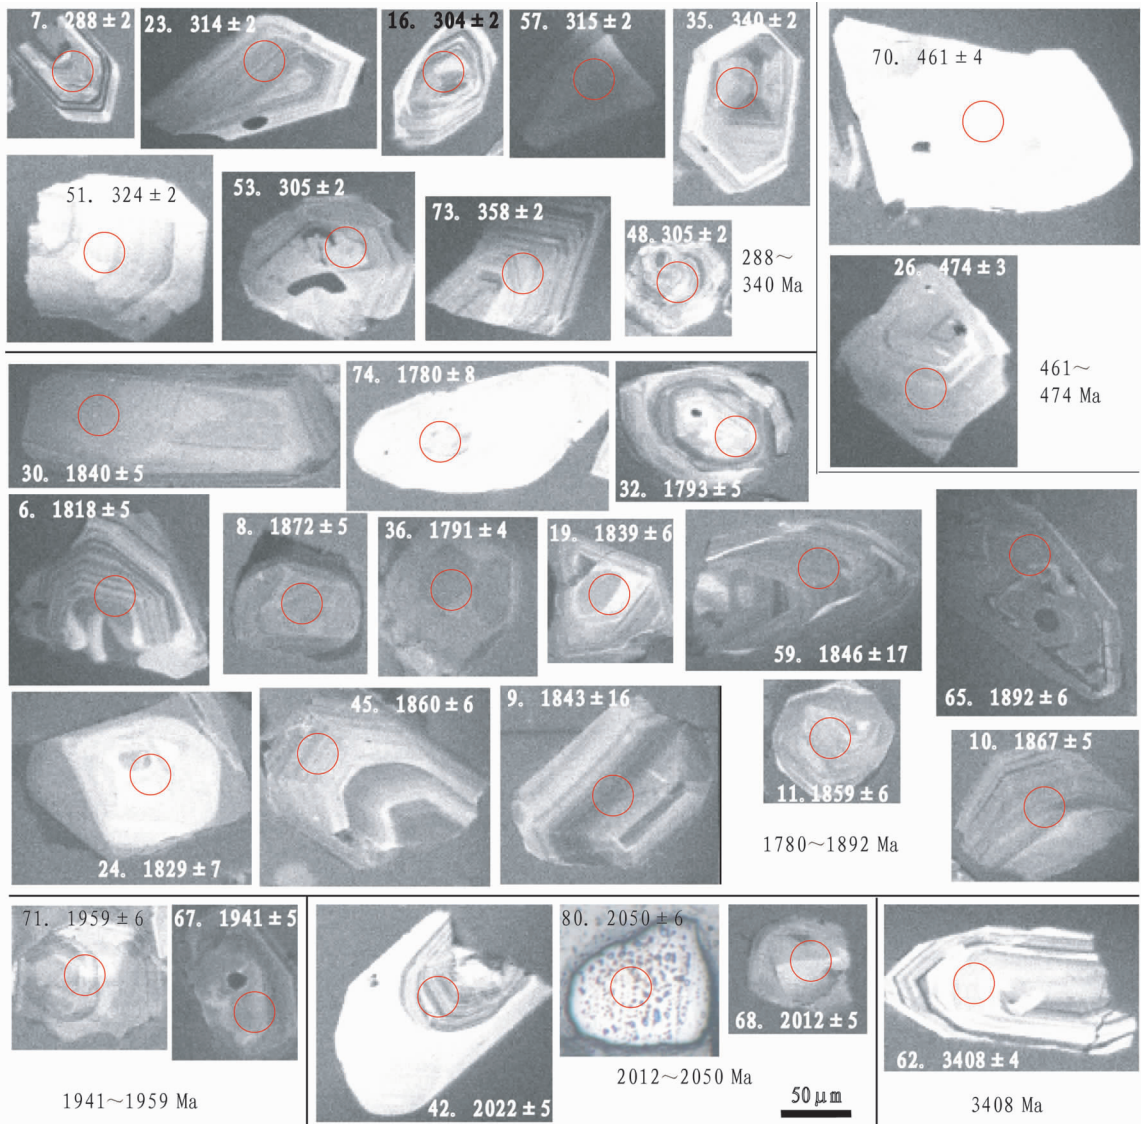 7。 288 ± 2
23。 314 ± 2
16。 304 ± 2
57。 315 ± 2
35。 340 ± 2
70. 461 ± 4
51. 324 ± 2
53。 305 ± 2
73。 358 ± 2
48。305 ± 2
288～
340 Ma
26。 474 ± 3
461～
474 Ma
30。 1840 ± 5
74。 1780 ± 8
32。 1793 ± 5
6。 1818 ± 5
8。 1872 ± 5
36。 1791 ± 4
19。 1839 ± 6
59。 1846 ± 17
65。 1892 ± 6
24。 1829 ± 7
45。 1860 ± 6
9。 1843 ± 16
11。1859 ± 6
10。 1867 ± 5
1780～1892 Ma
71. 1959 ± 6
67。 1941 ± 5
1941～1959 Ma
42。 2022 ± 5
80. 2050 ± 6
68。 2012 ± 5
2012～2050 Ma
50 μm
62。 3408 ± 4
3408 Ma